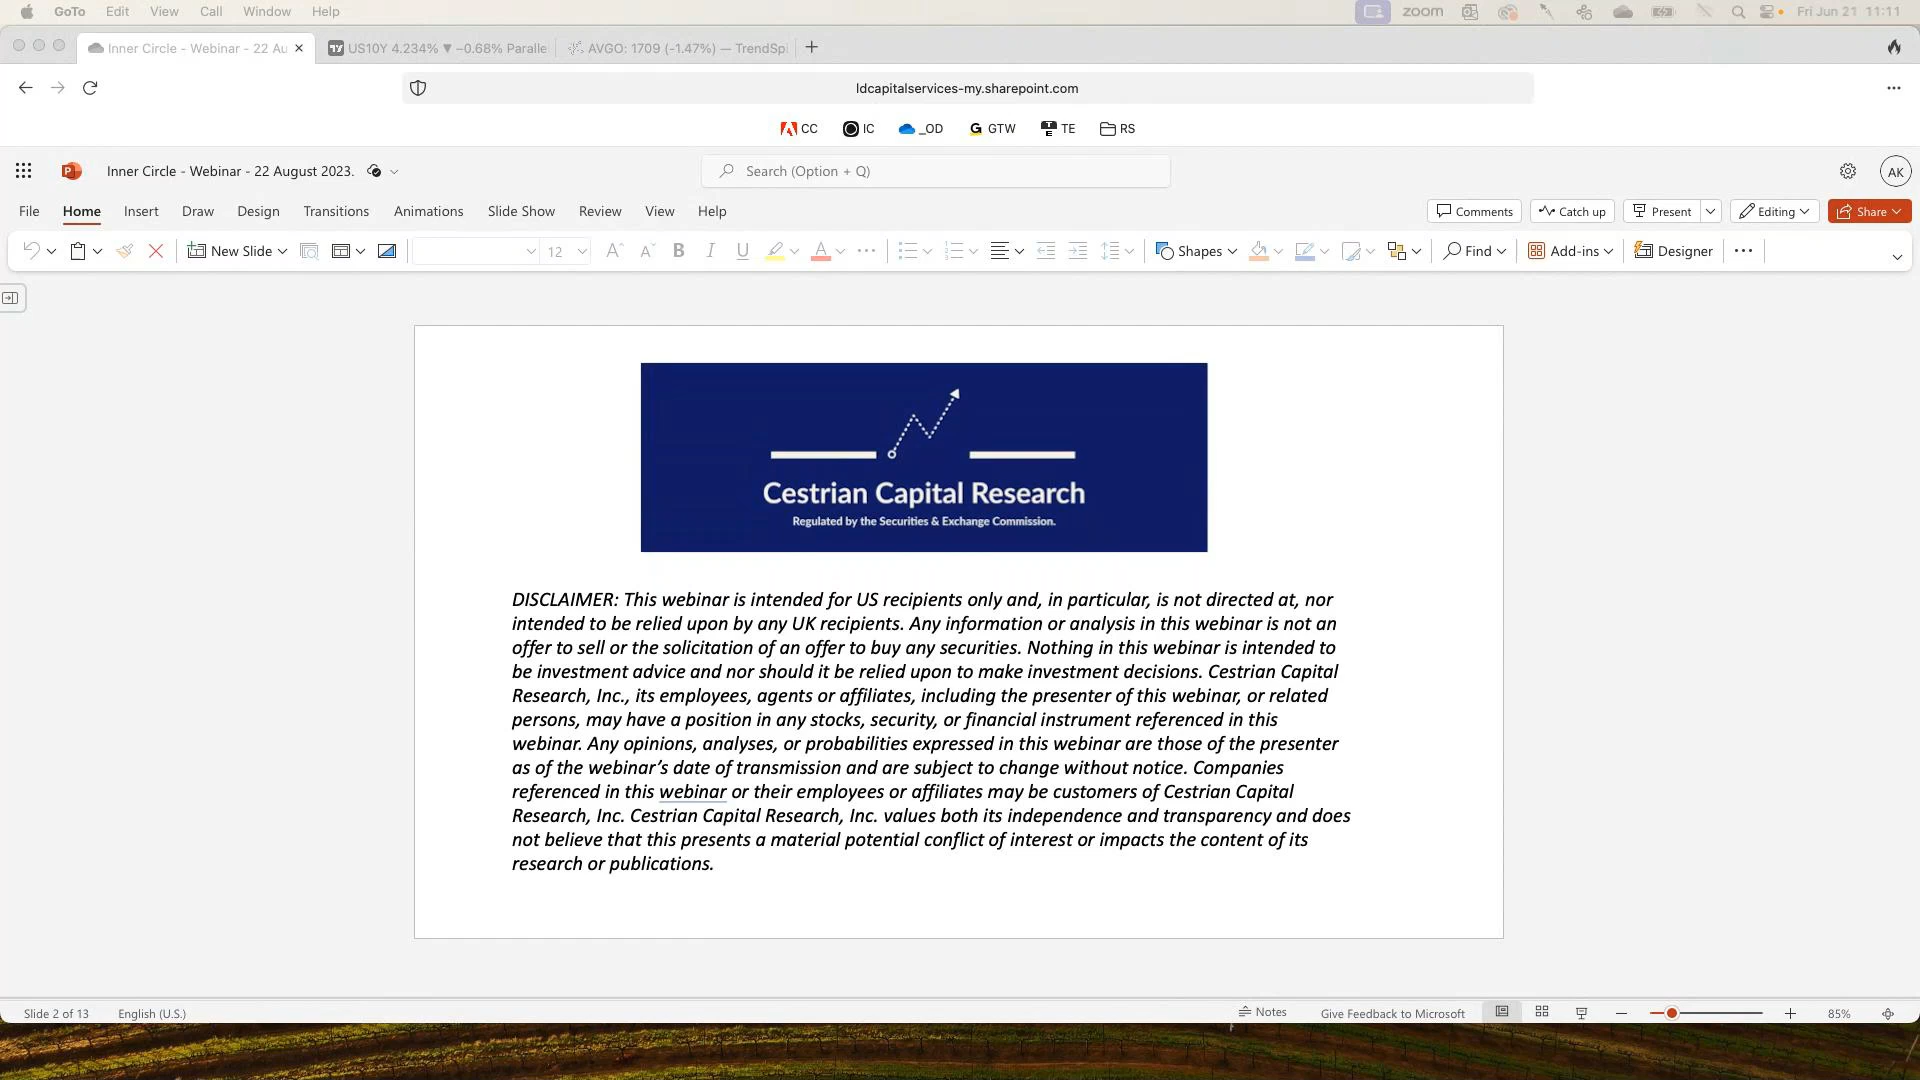 GoTo Edit View Call Window Help zoom Fri Jun 21 11:11
Inner Circle - Webinar - 22 Au US10Y 4.234% ▼ −0.68% Paralle AVGO: 1709 (-1.47%) — TrendSpi
ldcapitalservices-my.sharepoint.com
CC IC _OD GTW TE RS
Inner Circle - Webinar - 22 August 2023. Search (Option + Q) AK
File Home Insert Draw Design Transitions Animations Slide Show Review View Help Comments Catch up Present Editing Share
New Slide 12 Shapes Find Add-ins Designer
Cestrian Capital Research
Regulated by the Securities & Exchange Commission.
DISCLAIMER: This webinar is intended for US recipients only and, in particular, is not directed at, nor
intended to be relied upon by any UK recipients. Any information or analysis in this webinar is not an
offer to sell or the solicitation of an offer to buy any securities. Nothing in this webinar is intended to
be investment advice and nor should it be relied upon to make investment decisions. Cestrian Capital
Research, Inc., its employees, agents or affiliates, including the presenter of this webinar, or related
persons, may have a position in any stocks, security, or financial instrument referenced in this
webinar. Any opinions, analyses, or probabilities expressed in this webinar are those of the presenter
as of the webinar’s date of transmission and are subject to change without notice. Companies
referenced in this webinar or their employees or affiliates may be customers of Cestrian Capital
Research, Inc. Cestrian Capital Research, Inc. values both its independence and transparency and does
not believe that this presents a material potential conflict of interest or impacts the content of its
research or publications.
Slide 2 of 13 English (U.S.) Notes Give Feedback to Microsoft 85%